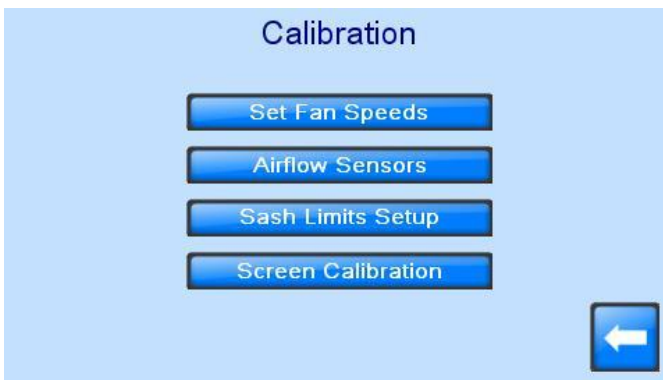 Calibration
Set Fan Speeds
Airflow Sensors
Sash Limits Setup
Screen Calibration